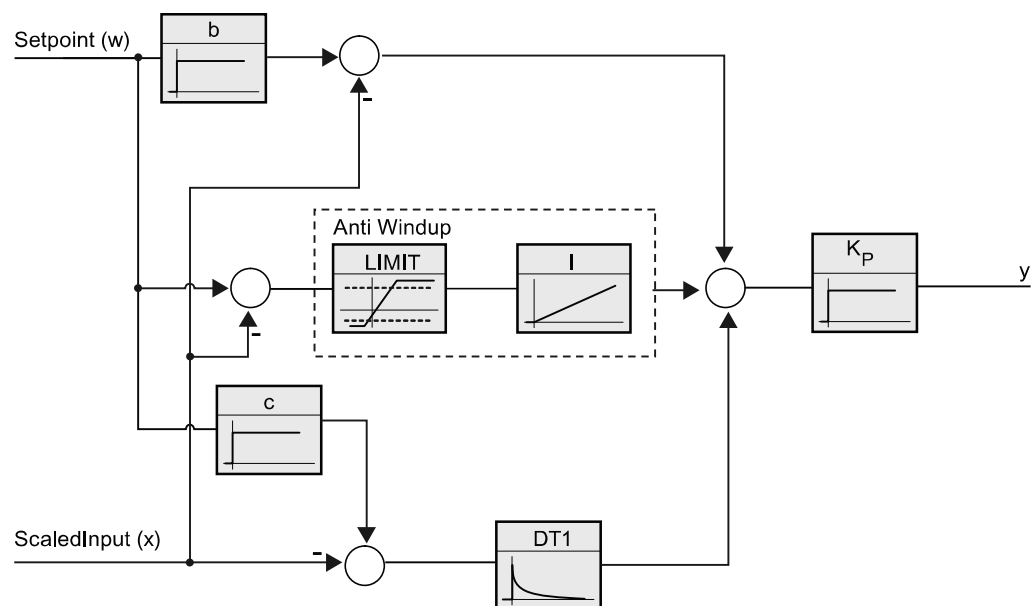 b
Setpoint (w)
-
Anti Windup
LIMIT
I
K_P
y
-
c
ScaledInput (x)
-
DT1